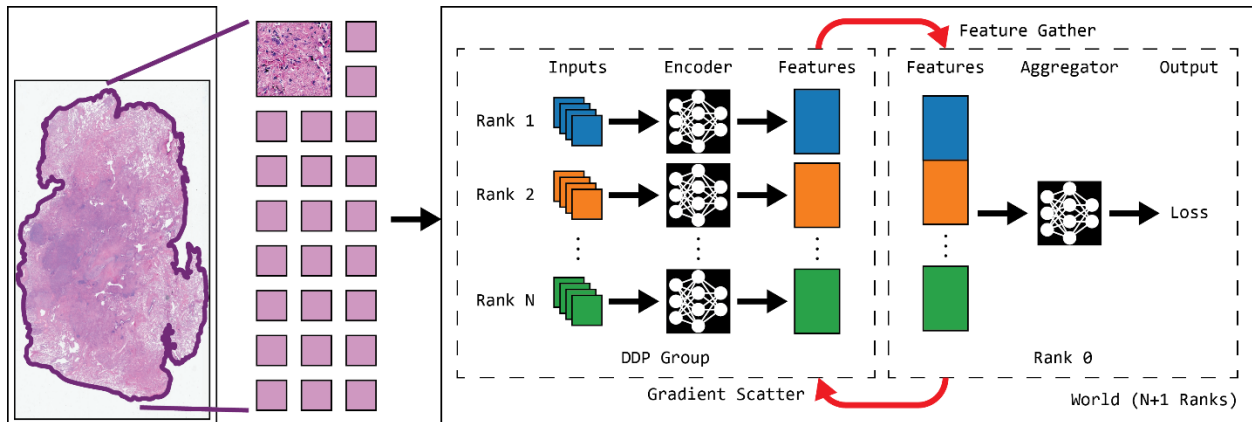 Feature Gather
Inputs Encoder Features
Features Aggregator Output
Rank 1
Rank 2
Loss
Rank N
DDP Group
Rank 0
Gradient Scatter
World (N+1 Ranks)